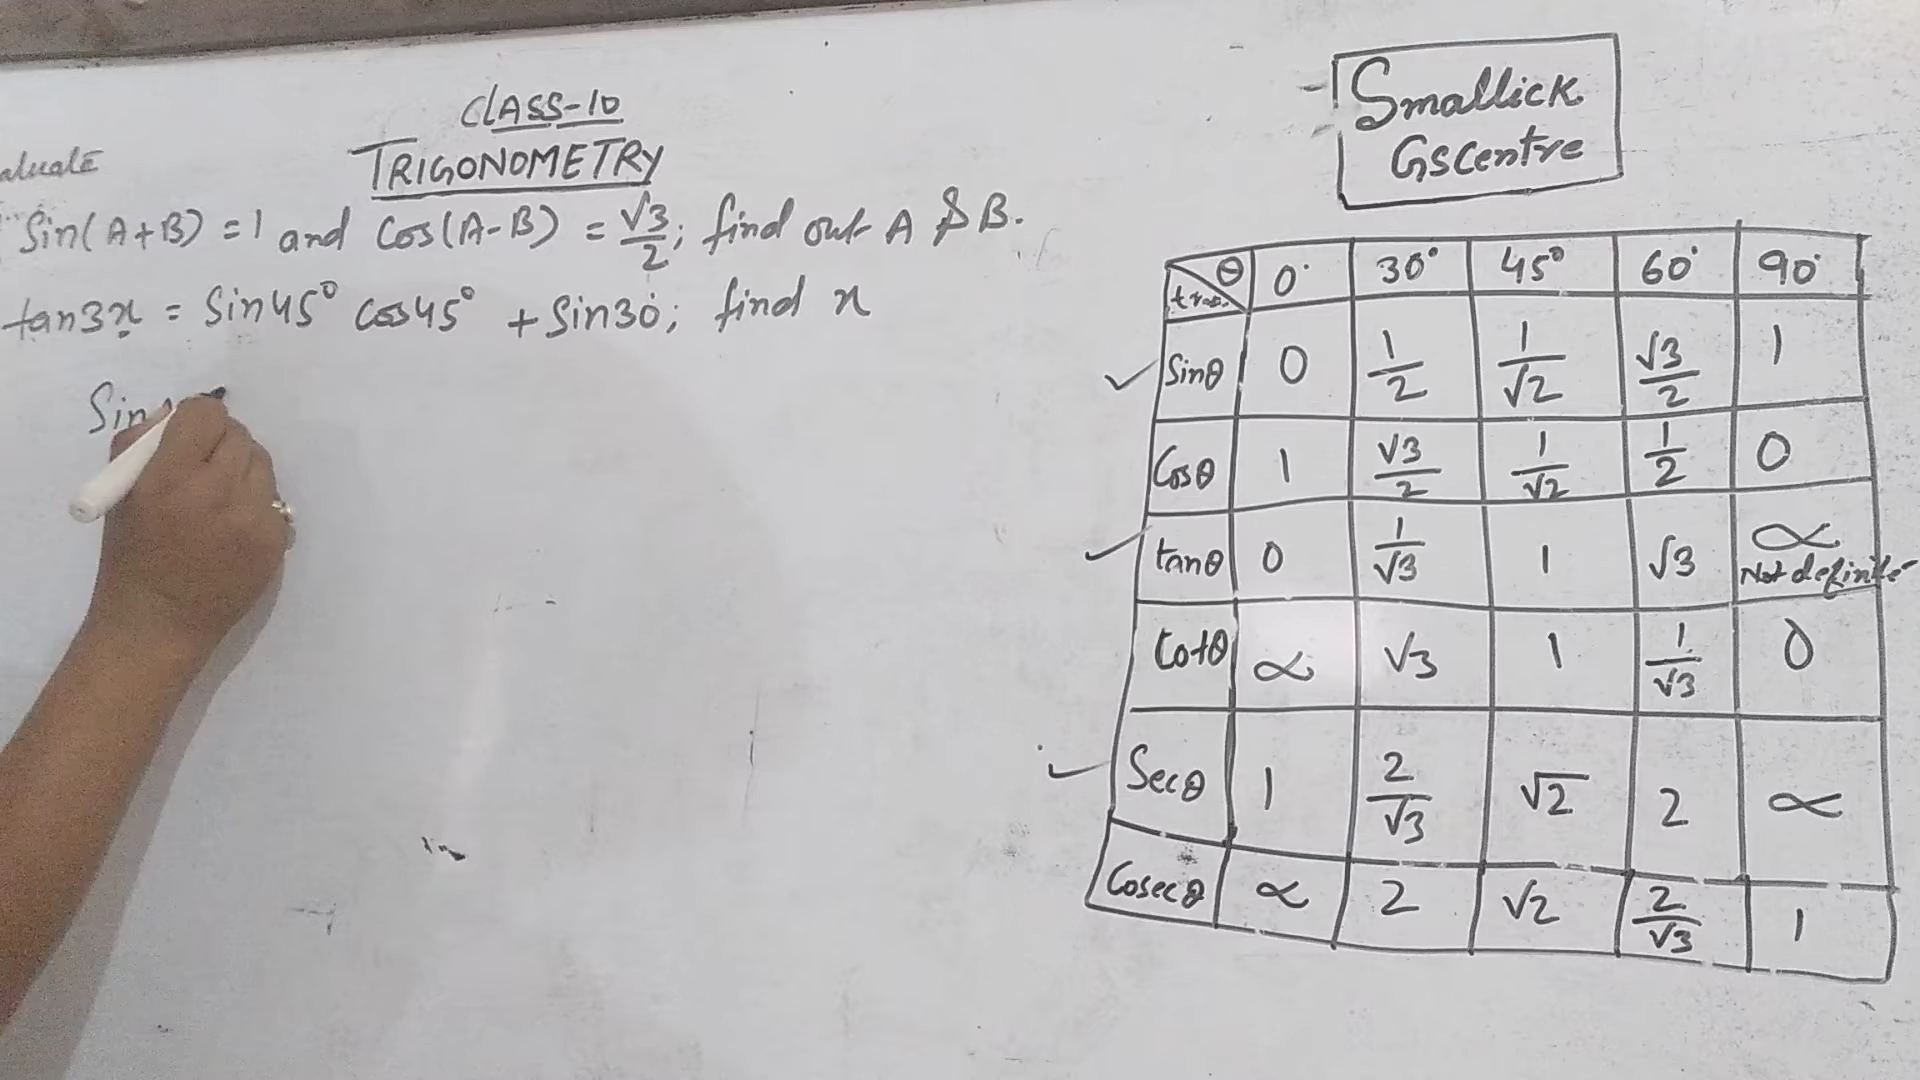 CLASS-10
TRIGONOMETRY
aluate
Sin(A+B) = 1 and Cos(A-B) = √3/2; find out A & B.
tan3x = Sin45° Cos45° + Sin30°; find x
Sin
Smallick
GSCentre
θ 0° 30° 45° 60° 90°
Sinθ 0 1/2 1/√2 √3/2 1
Cosθ 1 √3/2 1/√2 1/2 0
tanθ 0 1/√3 1 √3 ∝
Not definite
Cotθ ∝ √3 1 1/√3 0
Secθ 1 2/√3 √2 2 ∝
Cosecθ ∝ 2 √2 2/√3 1